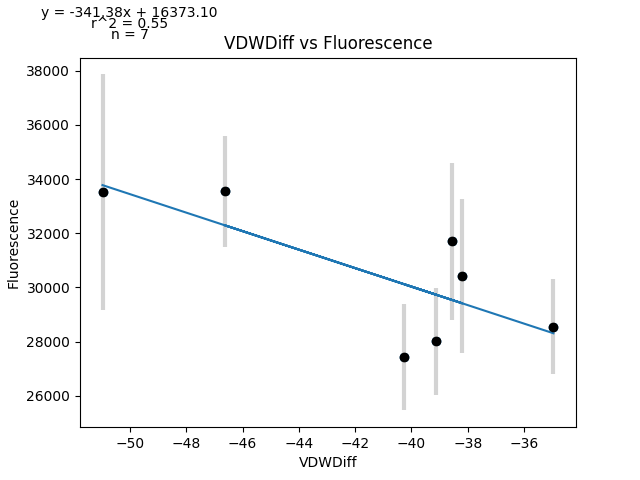 y = -341.38x + 16373.10
r^2 = 0.55
n = 7
VDWDiff vs Fluorescence
38000
36000
34000
32000
30000
28000
26000
Fluorescence
−50
−48
−46
−44
−42
−40
−38
−36
VDWDiff